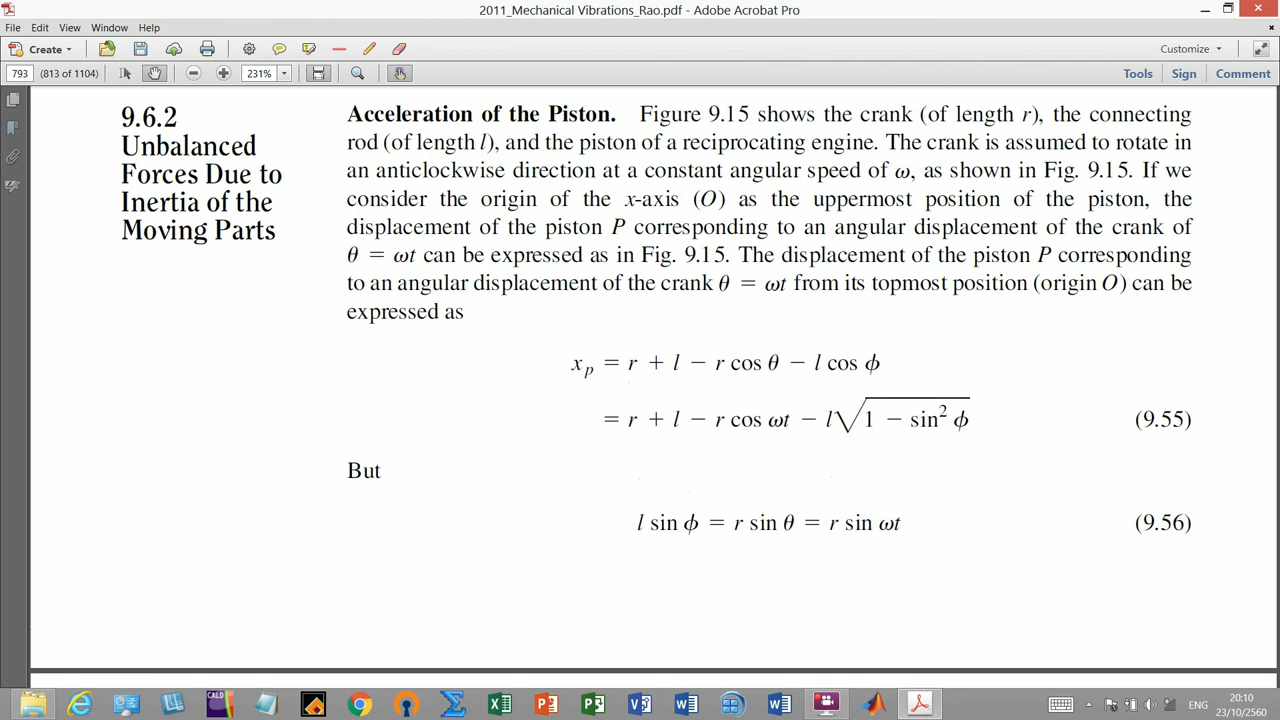 2011_Mechanical Vibrations_Rao.pdf - Adobe Acrobat Pro
File Edit View Window Help
Create Customize
793 (813 of 1104) 231% Tools Sign Comment
9.6.2
Unbalanced
Forces Due to
Inertia of the
Moving Parts
Acceleration of the Piston. Figure 9.15 shows the crank (of length r), the connecting
rod (of length l), and the piston of a reciprocating engine. The crank is assumed to rotate in
an anticlockwise direction at a constant angular speed of ω, as shown in Fig. 9.15. If we
consider the origin of the x-axis (O) as the uppermost position of the piston, the
displacement of the piston P corresponding to an angular displacement of the crank of
θ = ωt can be expressed as in Fig. 9.15. The displacement of the piston P corresponding
to an angular displacement of the crank θ = ωt from its topmost position (origin O) can be
expressed as
x_p = r + l − r cos θ − l cos ϕ
= r + l − r cos ωt − l√(1 − sin² ϕ) (9.55)
But
l sin ϕ = r sin θ = r sin ωt (9.56)
CALD
ENG 20:10
23/10/2560